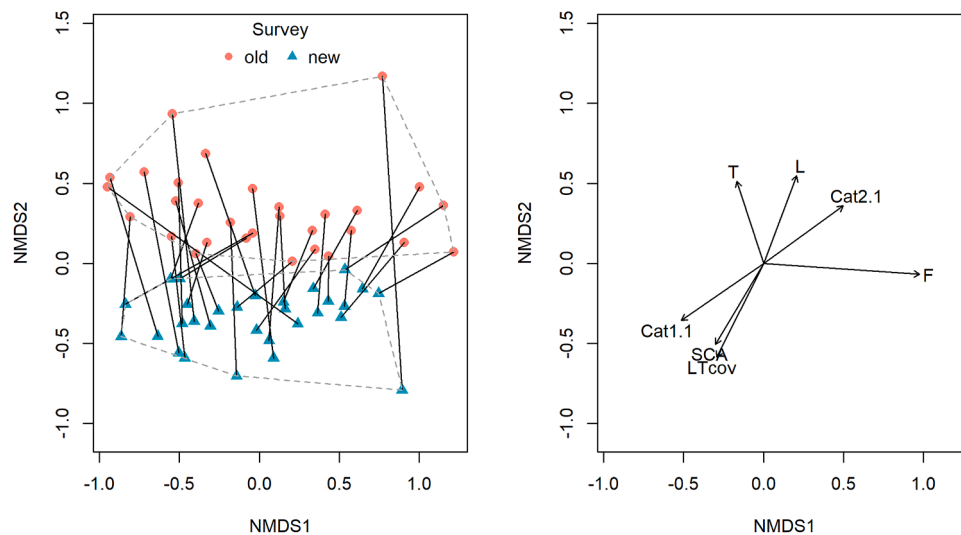 Survey
old new
1.5
1.0
0.5
0.0
-0.5
-1.0
NMDS2
-1.0 -0.5 0.0 0.5 1.0
NMDS1
1.5
1.0
0.5
0.0
-0.5
-1.0
NMDS2
T
L
Cat2.1
F
Cat1.1
SCA
LTcov
-1.0 -0.5 0.0 0.5 1.0
NMDS1